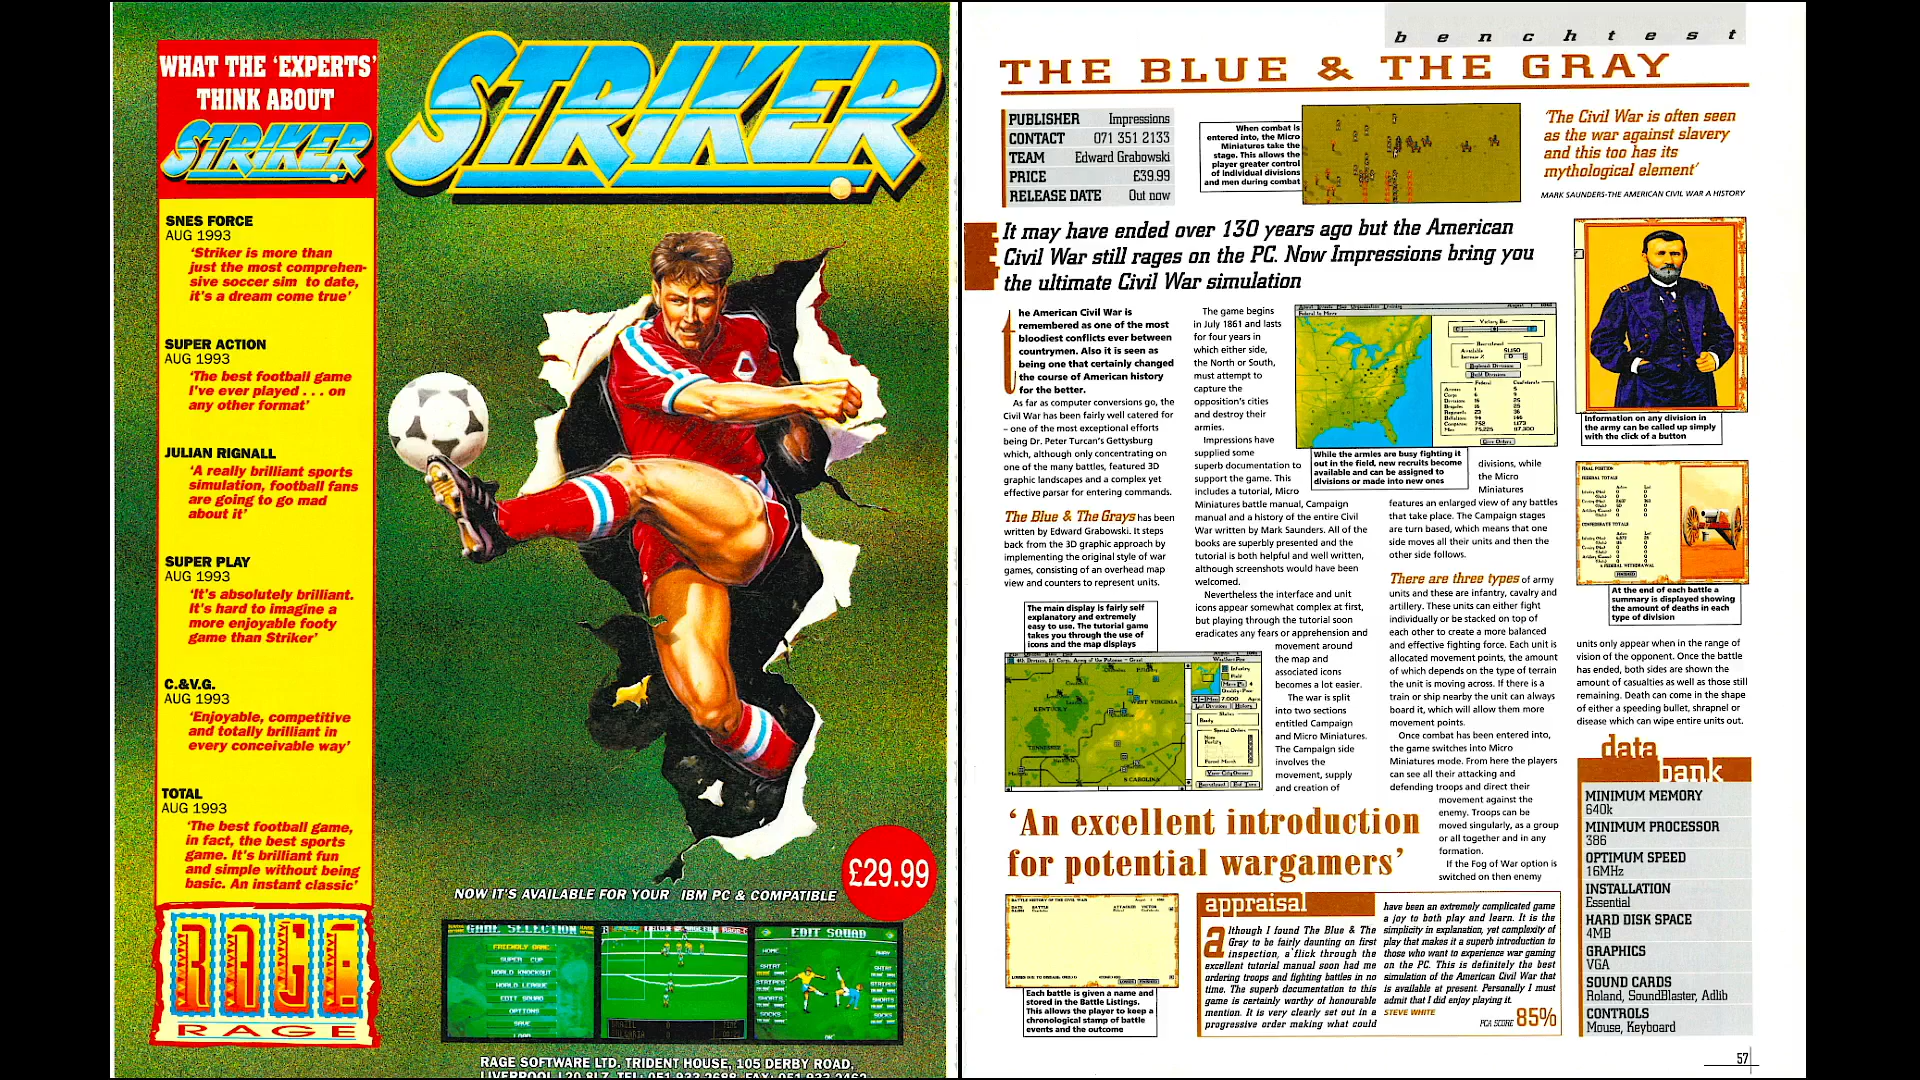 WHAT THE ‘EXPERTS’
THINK ABOUT
STRIKER
SNES FORCE
AUG 1993
‘Striker is more than
just the most comprehen-
sive soccer sim to date,
it’s a dream come true’
SUPER ACTION
AUG 1993
‘The best football game
I’ve ever played . . . on
any other format’
JULIAN RIGNALL
‘A really brilliant sports
simulation, football fans
are going to go mad
about it’
SUPER PLAY
AUG 1993
‘It’s absolutely brilliant.
It’s hard to imagine a
more enjoyable footy
game than Striker’
C.&V.G.
AUG 1993
‘Enjoyable, competitive
and totally brilliant in
every conceivable way’
TOTAL
AUG 1993
‘The best football game,
in fact, the best sports
game. It’s brilliant fun
and simple without being
basic. An instant classic’
RAGE
RAGE
STRIKER
£29.99
NOW IT’S AVAILABLE FOR YOUR IBM PC & COMPATIBLE
GAME SELECTION
FRIENDLY GAME
SUPER CUP
WORLD KNOCKOUT
WORLD LEAGUE
EDIT SQUAD
OPTIONS
SAVE
LOAD
EDIT SQUAD
HOME
AWAY
SHIRT
SHIRT
STRIPES
STRIPES
SHORTS
SHORTS
SOCKS
SOCKS
RAGE SOFTWARE LTD. TRIDENT HOUSE, 105 DERBY ROAD,
LIVERPOOL L20 8LZ. TEL: 051 933 2688. FAX: 051 933 2462
benchtest
THE BLUE & THE GRAY
PUBLISHER Impressions
CONTACT 071 351 2133
TEAM Edward Grabowski
PRICE £39.99
RELEASE DATE Out now
When combat is
entered into, the Micro
Miniatures take the
stage. This allows the
player greater control
of individual divisions
and men during combat
‘The Civil War is often seen
as the war against slavery
and this too has its
mythological element’
MARK SAUNDERS-THE AMERICAN CIVIL WAR A HISTORY
It may have ended over 130 years ago but the American
Civil War still rages on the PC. Now Impressions bring you
the ultimate Civil War simulation
the American Civil War is
remembered as one of the most
bloodiest conflicts ever between
countrymen. Also it is seen as
being one that certainly changed
the course of American history
for the better.
As far as computer conversions go, the
Civil War has been fairly well catered for
– one of the most exceptional efforts
being Dr. Peter Turcan’s Gettysburg
which, although only concentrating on
one of the many battles, featured 3D
graphic landscapes and a complex yet
effective parsar for entering commands.
The Blue & The Grays has been
written by Edward Grabowski. It steps
back from the 3D graphic approach by
implementing the original style of war
games, consisting of an overhead map
view and counters to represent units.
The main display is fairly self
explanatory and extremely
easy to use. The tutorial game
takes you through the use of
icons and the map displays
KENTUCKY
WEST VIRGINIA
TENNESSEE
S CAROLINA
The game begins
in July 1861 and lasts
for four years in
which either side,
the North or South,
must attempt to
capture the
opposition’s cities
and destroy their
armies.
Impressions have
supplied some
superb documentation to
support the game. This
includes a tutorial, Micro
Miniatures battle manual, Campaign
manual and a history of the entire Civil
War written by Mark Saunders. All of the
books are superbly presented and the
tutorial is both helpful and well written,
although screenshots would have been
welcomed.
Nevertheless the interface and unit
icons appear somewhat complex at first,
but playing through the tutorial soon
eradicates any fears or apprehension and
movement around
the map and
associated icons
becomes a lot easier.
The war is split
into two sections
entitled Campaign
and Micro Miniatures.
The Campaign side
involves the
movement, supply
and creation of
While the armies are busy fighting it
out in the field, new recruits become
available and can be assigned to
divisions or made into new ones
divisions, while
the Micro
Miniatures
features an enlarged view of any battles
that take place. The Campaign stages
are turn based, which means that one
side moves all their units and then the
other side follows.
There are three types of army
units and these are infantry, cavalry and
artillery. These units can either fight
individually or be stacked on top of
each other to create a more balanced
and effective fighting force. Each unit is
allocated movement points, the amount
of which depends on the type of terrain
the unit is moving across. If there is a
train or ship nearby the unit can always
board it, which will allow them more
movement points.
Once combat has been entered into,
the game switches into Micro
Miniatures mode. From here the players
can see all their attacking and
defending troops and direct their
movement against the
enemy. Troops can be
moved singularly, as a group
or all together and in any
formation.
If the Fog of War option is
switched on then enemy
Information on any division in
the army can be called up simply
with the click of a button
At the end of each battle a
summary is displayed showing
the amount of deaths in each
type of division
units only appear when in the range of
vision of the opponent. Once the battle
has ended, both sides are shown the
amount of casualties as well as those still
remaining. Death can come in the shape
of either a speeding bullet, shrapnel or
disease which can wipe entire units out.
‘An excellent introduction
for potential wargamers’
Each battle is given a name and
stored in the Battle Listings.
This allows the player to keep a
chronological stamp of battle
events and the outcome
appraisal
although I found The Blue & The
Gray to be fairly daunting on first
inspection, a flick through the
excellent tutorial manual soon had me
ordering troops and fighting battles in no
time. The superb documentation to this
game is certainly worthy of honourable
mention. It is very clearly set out in a
progressive order making what could
have been an extremely complicated game
a joy to both play and learn. It is the
simplicity in explanation, yet complexity of
play that makes it a superb introduction to
those who want to experience war gaming
on the PC. This is definitely the best
simulation of the American Civil War that
is available at present. Personally I must
admit that I did enjoy playing it.
STEVE WHITE
PCA SCORE 85%
data
bank
MINIMUM MEMORY
640k
MINIMUM PROCESSOR
386
OPTIMUM SPEED
16MHz
INSTALLATION
Essential
HARD DISK SPACE
4MB
GRAPHICS
VGA
SOUND CARDS
Roland, SoundBlaster, Adlib
CONTROLS
Mouse, Keyboard
57